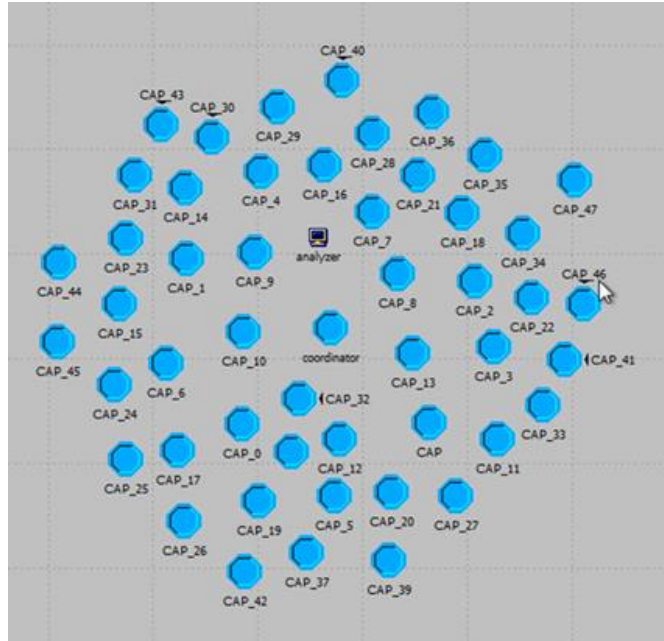 CAP_40
CAP_43
CAP_30
CAP_29
CAP_36
CAP_28
CAP_35
CAP_4
CAP_16
CAP_21
CAP_31
CAP_14
CAP_47
CAP_7
CAP_18
CAP_23
analyzer
CAP_34
CAP_46
CAP_44
CAP_1
CAP_9
CAP_8
CAP_2
CAP_22
CAP_15
CAP_45
CAP_10
coordinator
CAP_41
CAP_6
CAP_13
CAP_3
CAP_32
CAP_24
CAP_33
CAP_0
CAP_12
CAP
CAP_11
CAP_25
CAP_17
CAP_19
CAP_5
CAP_20
CAP_27
CAP_26
CAP_37
CAP_39
CAP_42